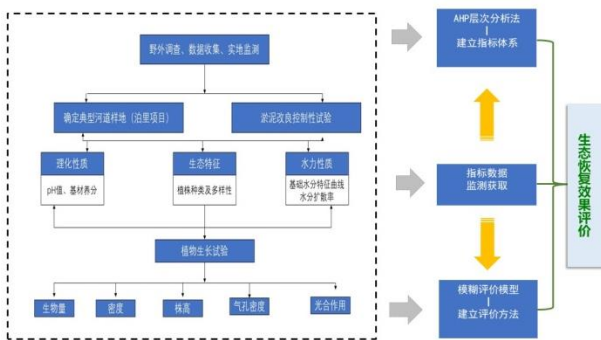 野外调查、数据收集、实地监测
确定典型河道样地（泊里项目）
淤泥改良控制性试验
理化性质
pH值、基材养分
生态特征
植株种类及多样性
水力性质
基础水分特征曲线
水分扩散率
植物生长试验
生物量
密度
株高
气孔密度
光合作用
AHP层次分析法
建立指标体系
指标数据
监测获取
模糊评价模型
建立评价方法
生态恢复效果评价